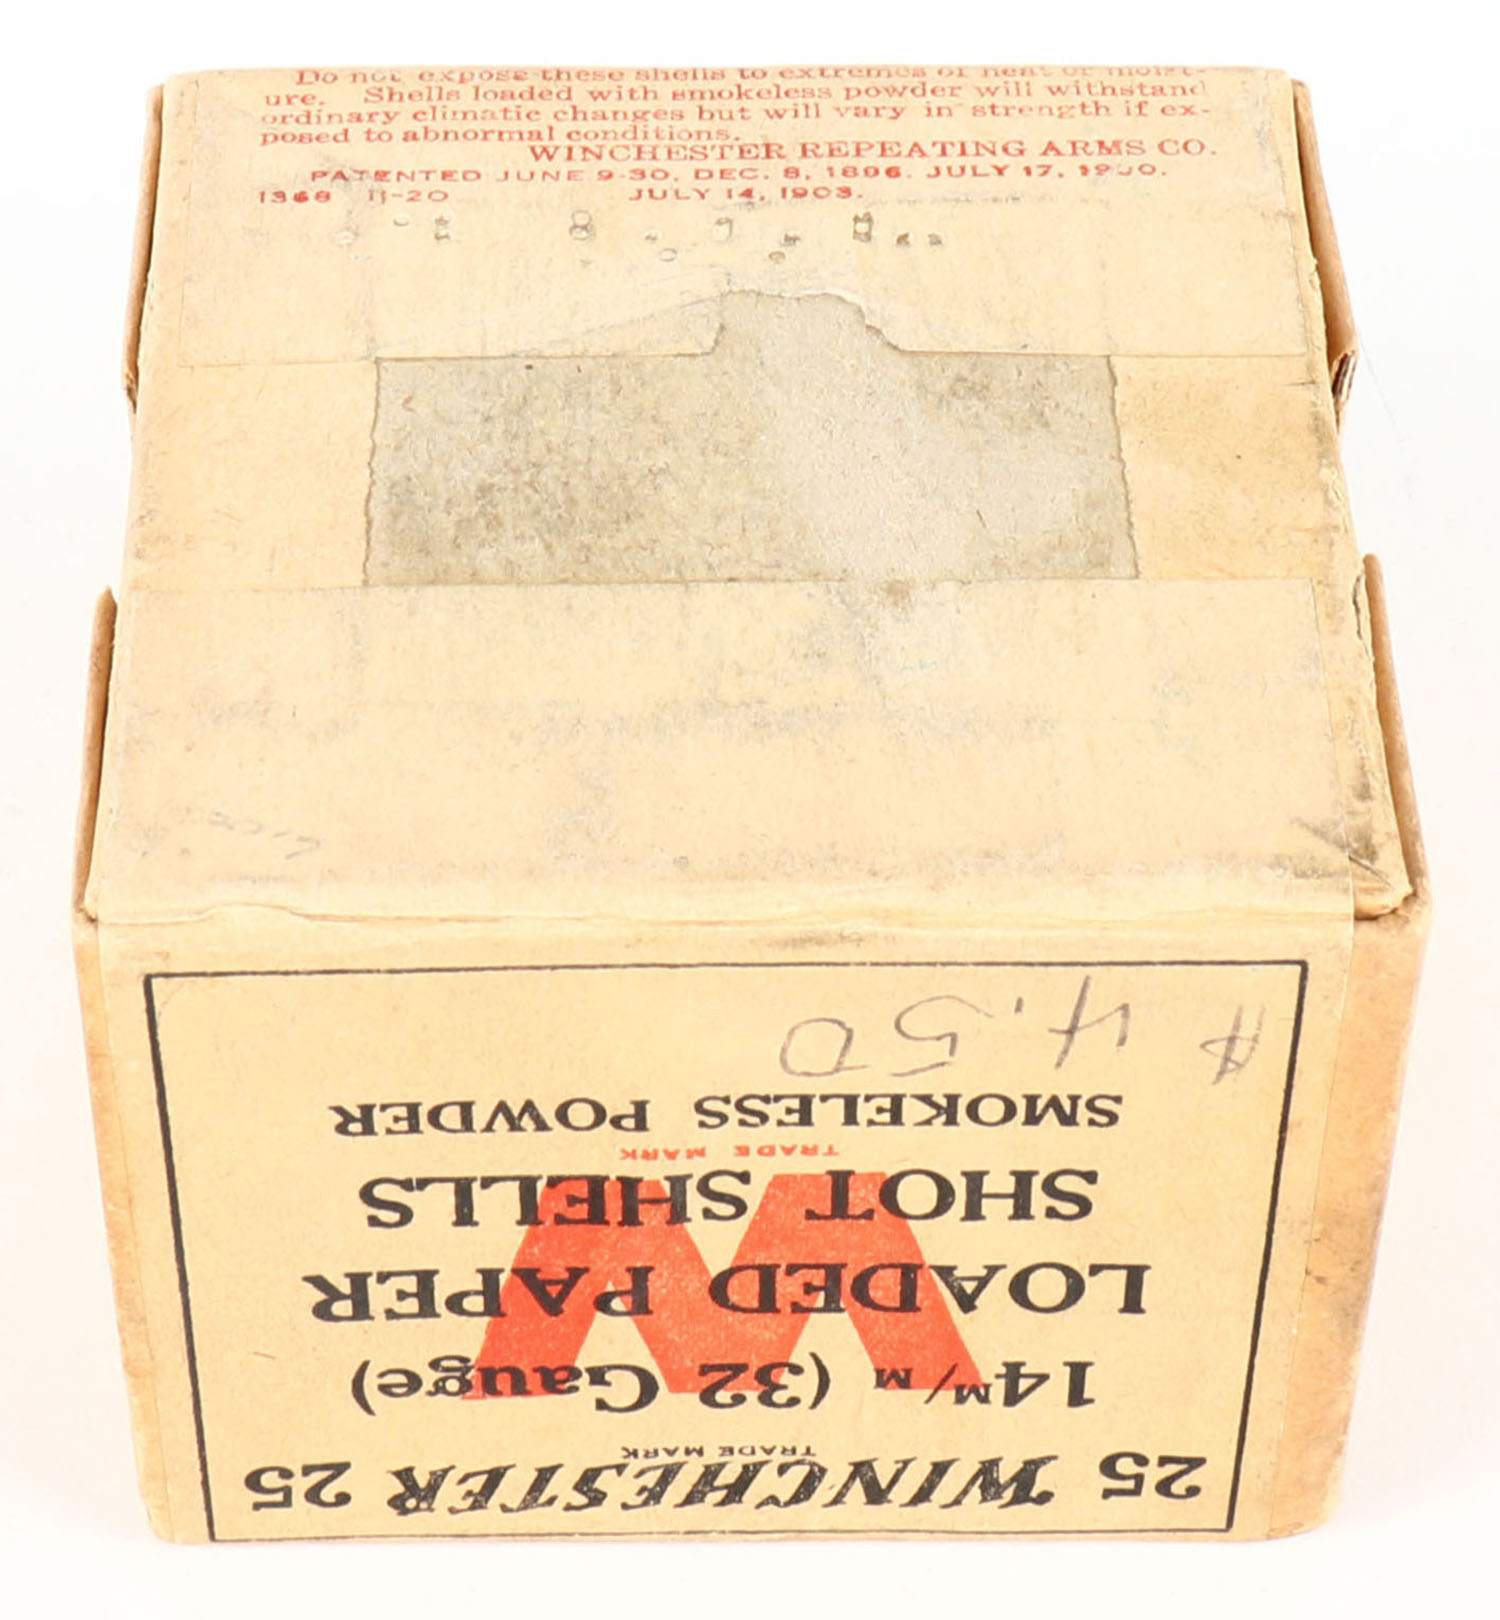 Do not expose these shells to extremes of heat or moist-
ure. Shells loaded with smokeless powder will withstand
ordinary climatic changes but will vary in strength if ex-
posed to abnormal conditions.
WINCHESTER REPEATING ARMS CO.
PATENTED JUNE 9-30, DEC. 8, 1896. JULY 17, 1900.
1368 11-20 JULY 14, 1903.
25 WINCHESTER 25
TRADE MARK
14 M/M (32 Gauge)
LOADED PAPER
SHOT SHELLS
TRADE MARK
SMOKELESS POWDER
$ 4.50